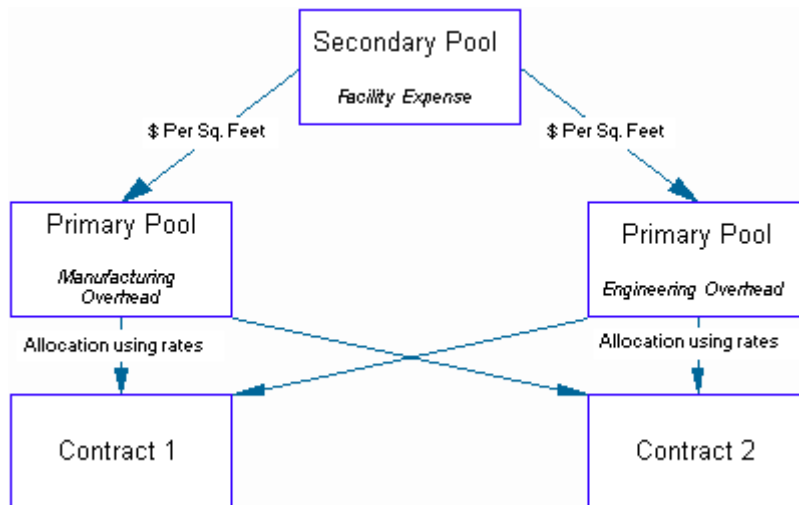 Secondary Pool
Facility Expense
$ Per Sq. Feet
$ Per Sq. Feet
Primary Pool
Manufacturing
Overhead
Primary Pool
Engineering Overhead
Allocation using rates
Allocation using rates
Contract 1
Contract 2